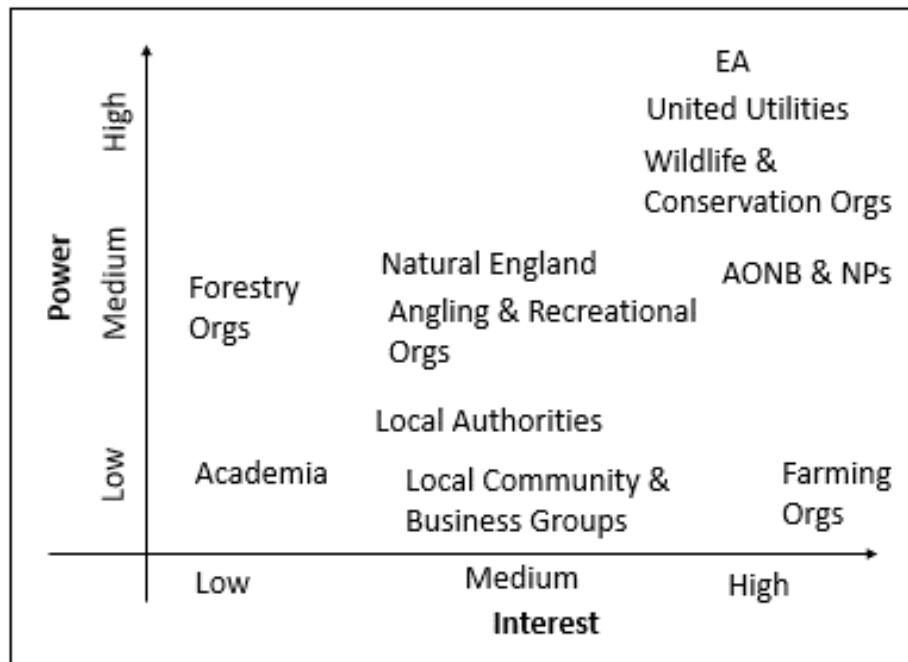 EA
United Utilities
Wildlife &
Conservation Orgs
High
Natural England
AONB & NPs
Forestry
Orgs
Angling & Recreational
Orgs
Medium
Power
Local Authorities
Academia
Local Community &
Business Groups
Farming
Orgs
Low
Low
Medium
High
Interest